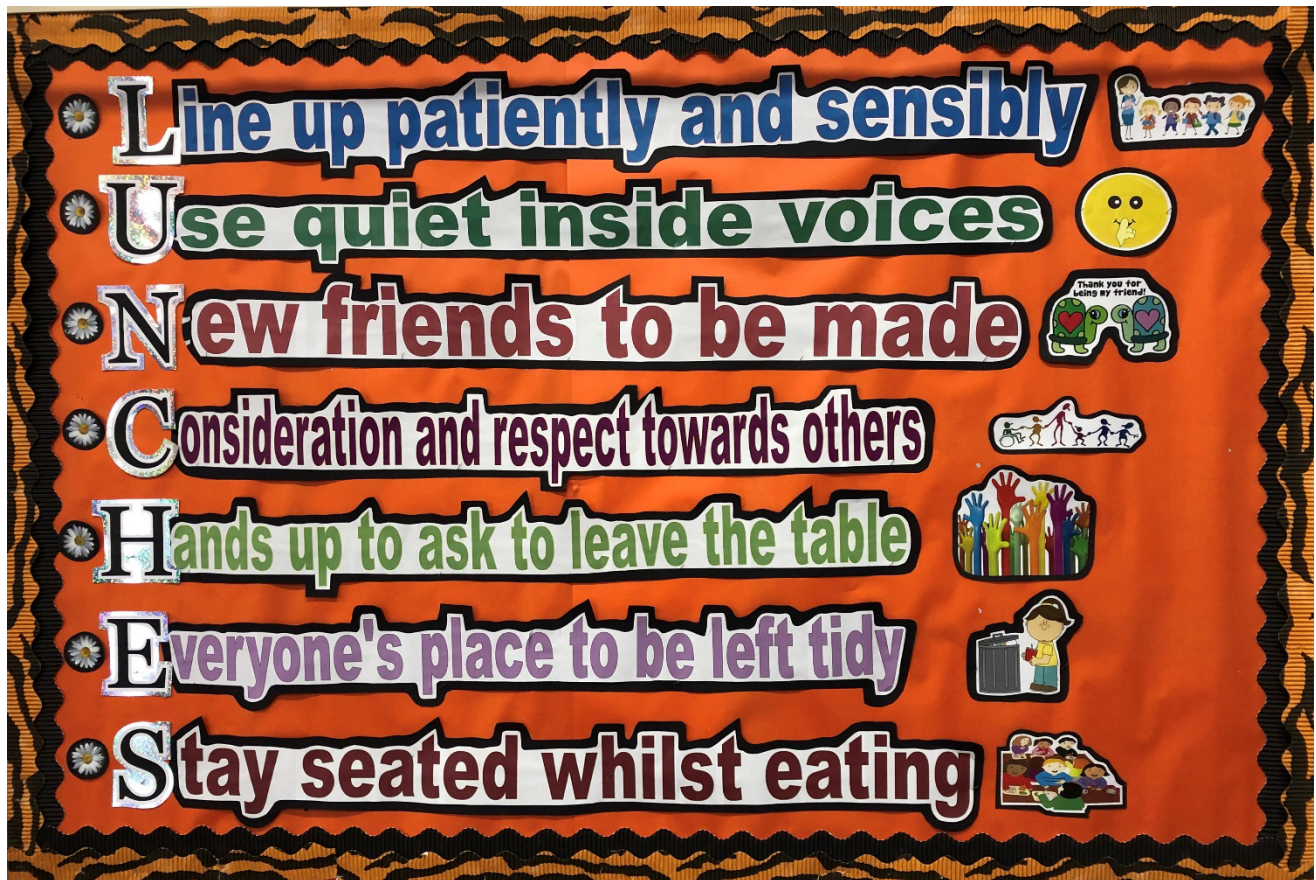 Line up patiently and sensibly
Use quiet inside voices
New friends to be made
Thank you for
being my friend!
Consideration and respect towards others
Hands up to ask to leave the table
Everyone's place to be left tidy
Stay seated whilst eating